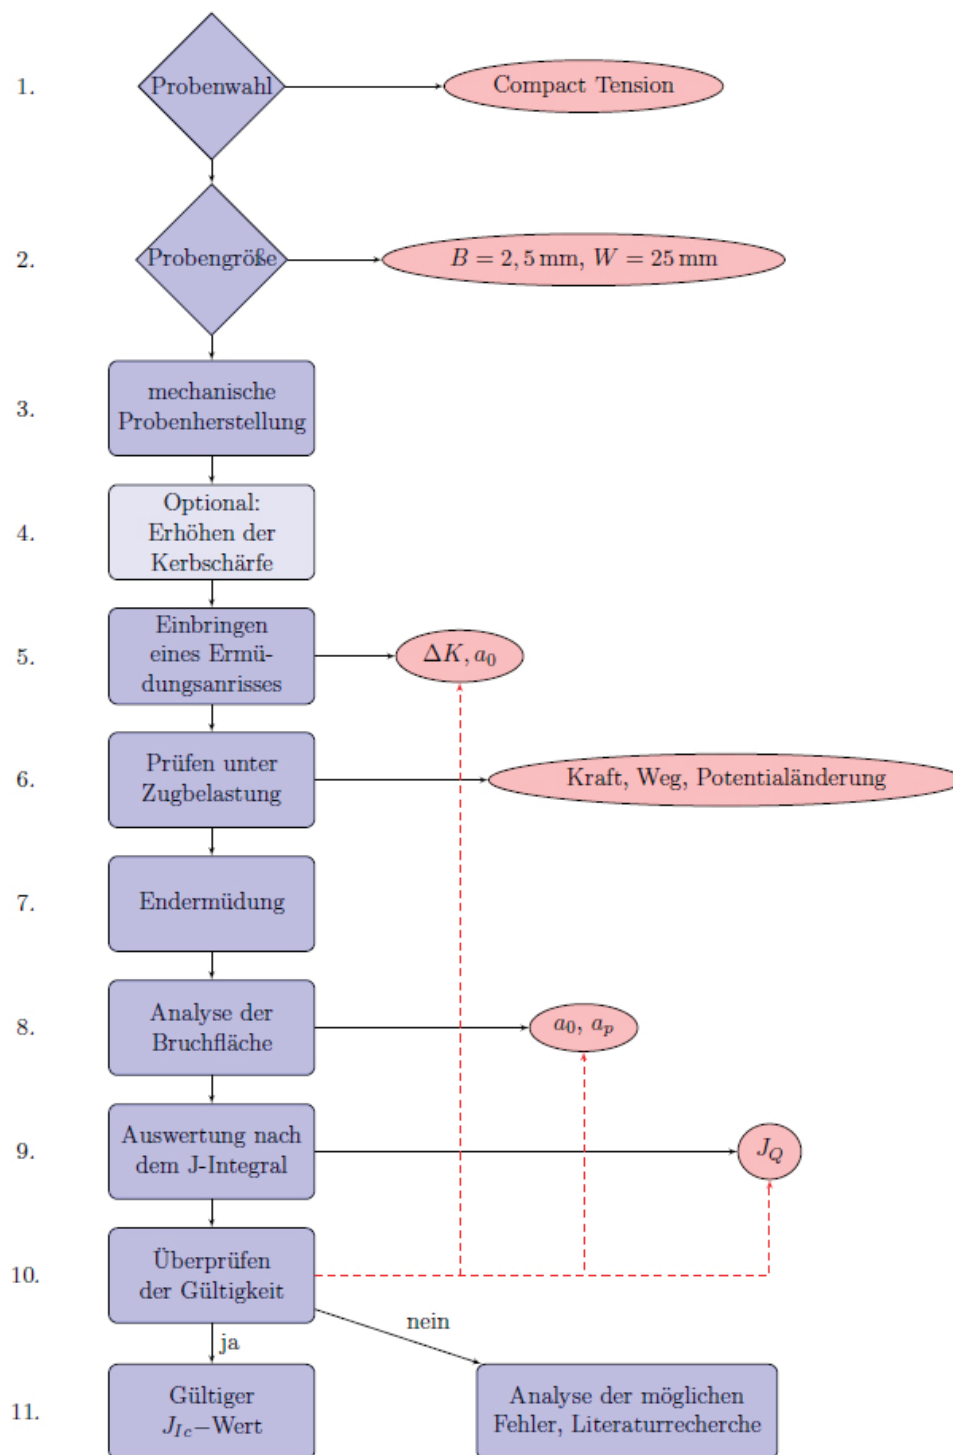 1.
Probenwahl
Compact Tension
2.
Probengröße
B = 2, 5 mm, W = 25 mm
3.
mechanische
Probenherstellung
4.
Optional:
Erhöhen der
Kerbschärfe
5.
Einbringen
eines Ermü-
dungsanrisses
ΔK, a₀
6.
Prüfen unter
Zugbelastung
Kraft, Weg, Potentialänderung
7.
Endermüdung
8.
Analyse der
Bruchfläche
a₀, aₚ
9.
Auswertung nach
dem J-Integral
J_Q
10.
Überprüfen
der Gültigkeit
ja
nein
11.
Gültiger
J_{Ic}−Wert
Analyse der möglichen
Fehler, Literaturrecherche